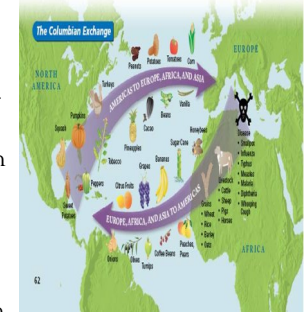 The Columbian Exchange
Peanuts
Potatoes
Tomatoes
Corn
EUROPE
NORTH
AMERICA
Turkeys
AMERICAS TO EUROPE, AFRICA, AND ASIA
Pumpkins
Squash
Cacao
Beans
Vanilla
Pineapples
Tobacco
Peppers
Sweet
Potatoes
Honeybees
Disease
• Smallpox
• Influenza
• Typhus
• Measles
• Malaria
• Diphtheria
• Whooping
Cough
Sugar Cane
Bananas
Grapes
Citrus Fruits
Livestock
• Cattle
• Sheep
• Pigs
• Horses
Grains
• Wheat
• Rice
• Barley
• Oats
EUROPE, AFRICA, AND ASIA TO AMERICAS
Onions
Olives
Turnips
Coffee Beans
Peaches,
Pears
AFRICA
62